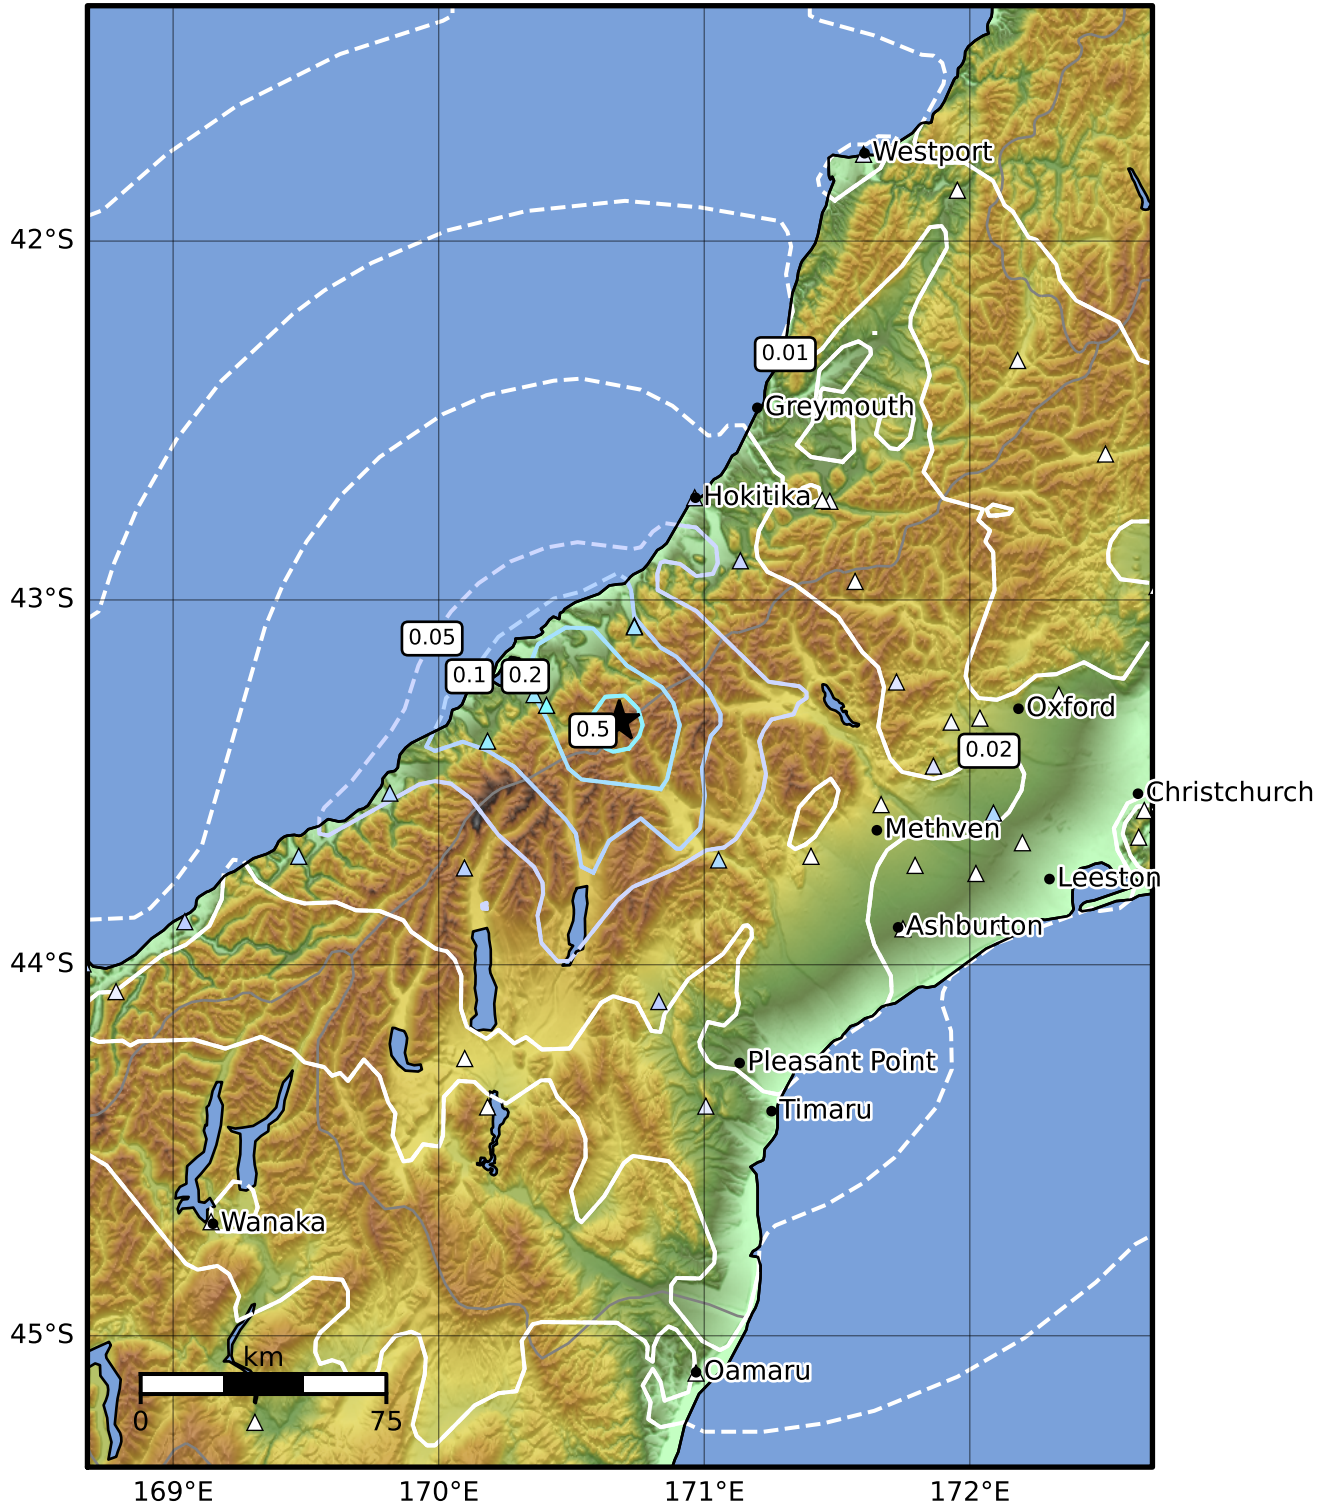 Westport
42°S
0.01
Greymouth
Hokitika
43°S
0.05
0.1
0.2
Oxford
0.5
0.02
Christchurch
Methven
Leeston
Ashburton
44°S
Pleasant Point
Timaru
Wanaka
45°S
km
Oamaru
0
75
169°E
170°E
171°E
172°E